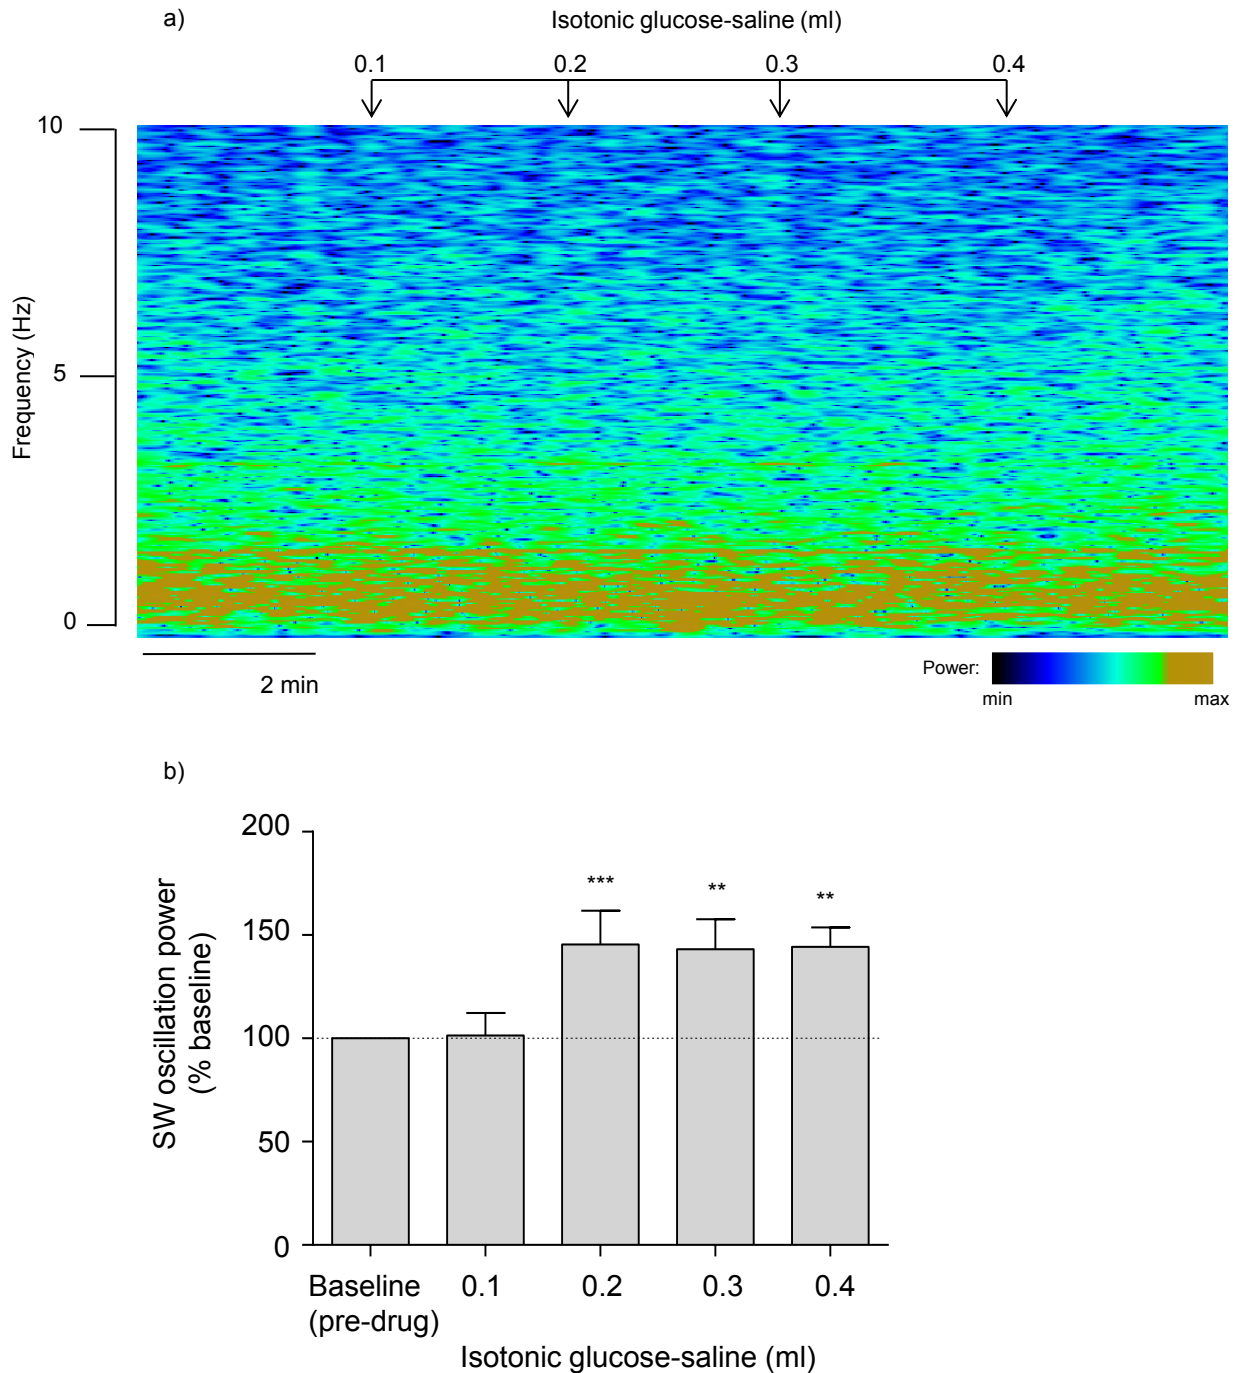 a)
Isotonic glucose-saline (ml)
0.1 0.2 0.3 0.4
10
5
0
Frequency (Hz)
2 min
Power:
min max
b)
200
150
100
50
0
SW oscillation power
(% baseline)
*** ** **
Baseline 0.1 0.2 0.3 0.4
(pre-drug)
Isotonic glucose-saline (ml)